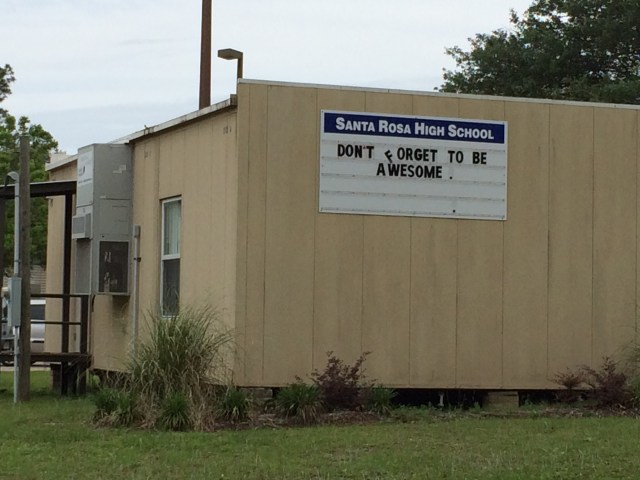 SANTA ROSA HIGH SCHOOL
DON'T FORGET TO BE
AWESOME.